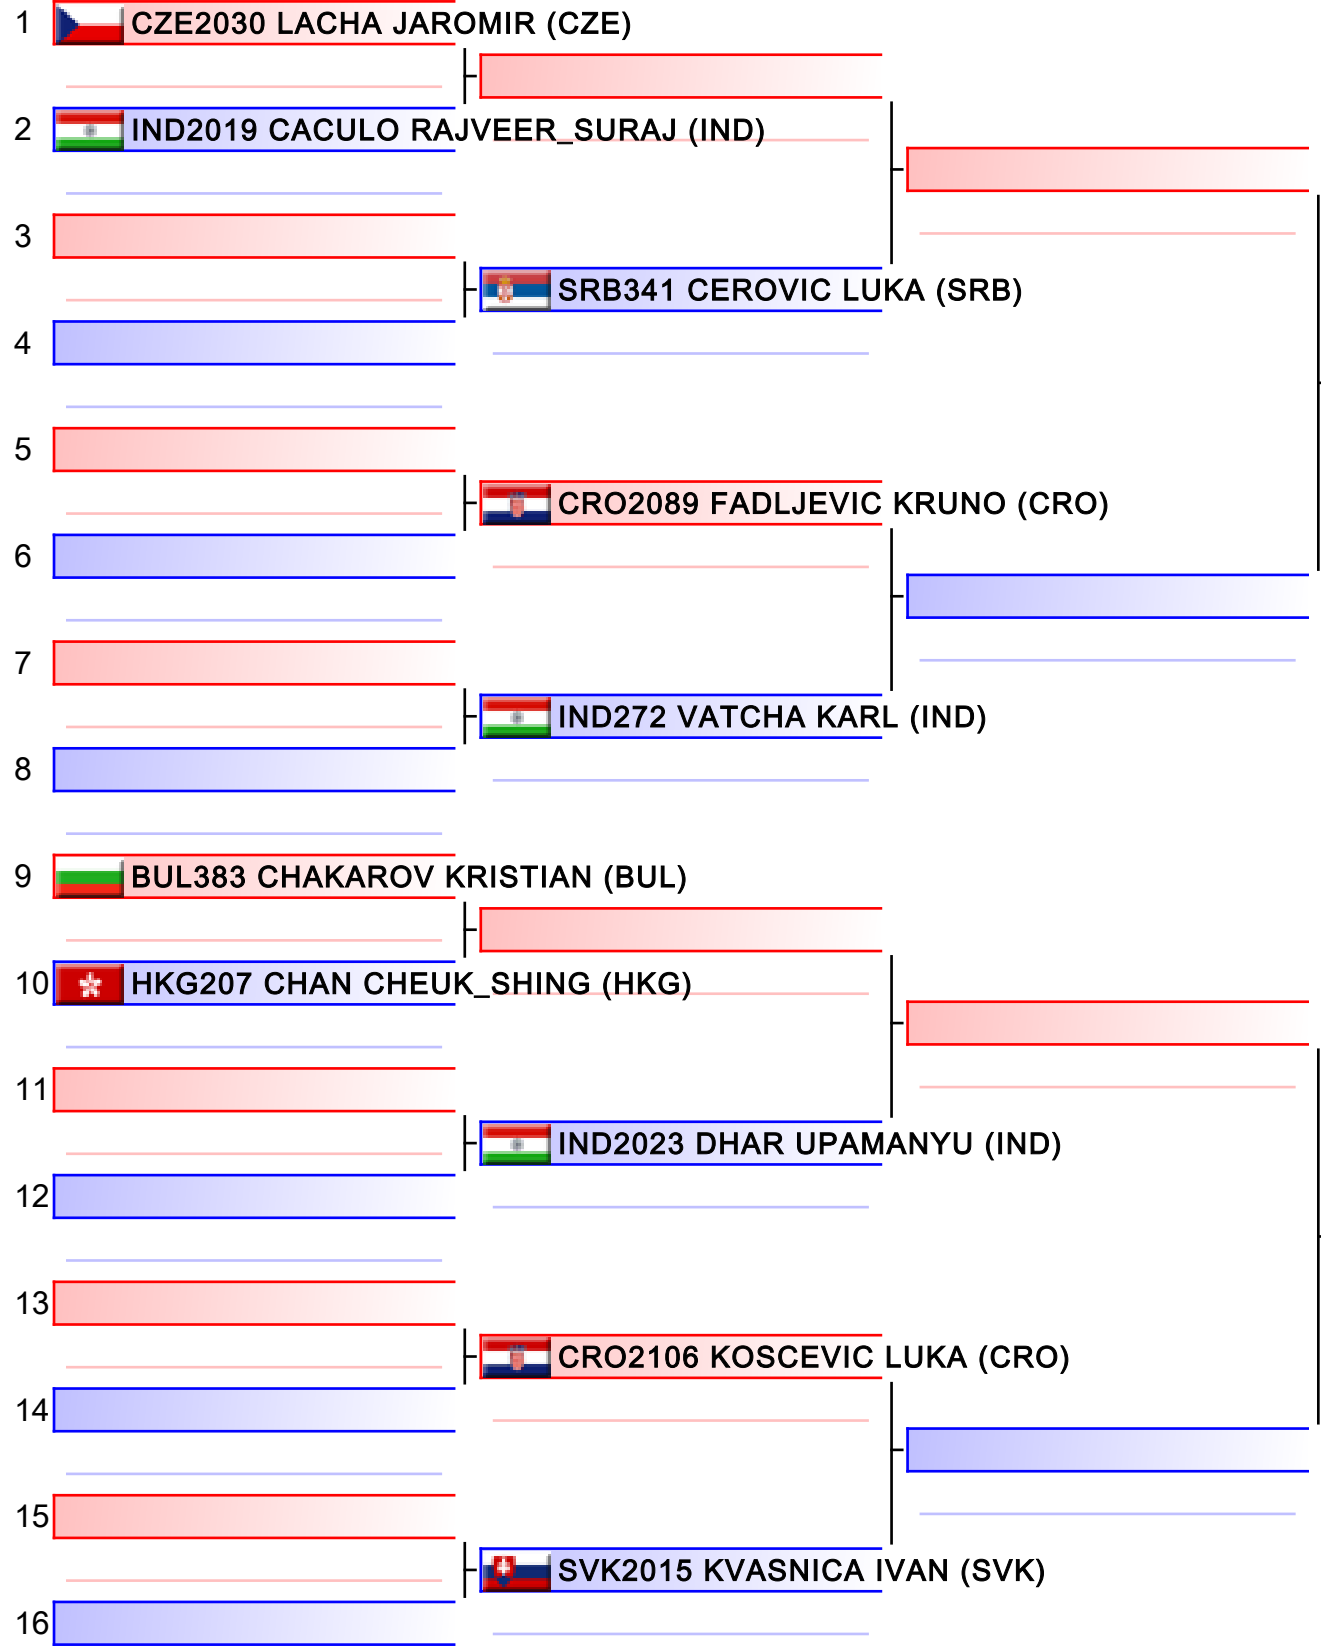 1 CZE2030 LACHA JAROMIR (CZE)
2 IND2019 CACULO RAJVEER_SURAJ (IND)
3
SRB341 CEROVIC LUKA (SRB)
4
5
CRO2089 FADLJEVIC KRUNO (CRO)
6
7
IND272 VATCHA KARL (IND)
8
9 BUL383 CHAKAROV KRISTIAN (BUL)
10 HKG207 CHAN CHEUK_SHING (HKG)
11
IND2023 DHAR UPAMANYU (IND)
12
13
CRO2106 KOSCEVIC LUKA (CRO)
14
15
SVK2015 KVASNICA IVAN (SVK)
16